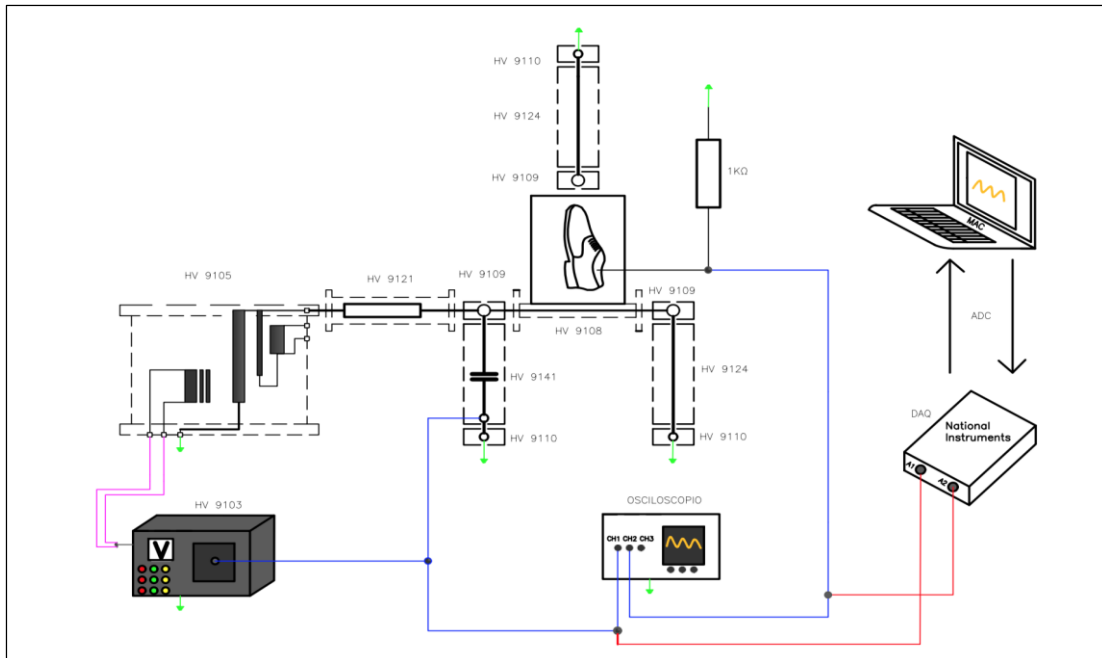 HV 9110
HV 9124
HV 9109
1KΩ
MAC
HV 9105
HV 9121
HV 9109
HV 9109
HV 9108
ADC
HV 9141
HV 9124
HV 9110
HV 9110
DAQ
National
Instruments
A1
A2
HV 9103
V
OSCILOSCOPIO
CH1 CH2 CH3